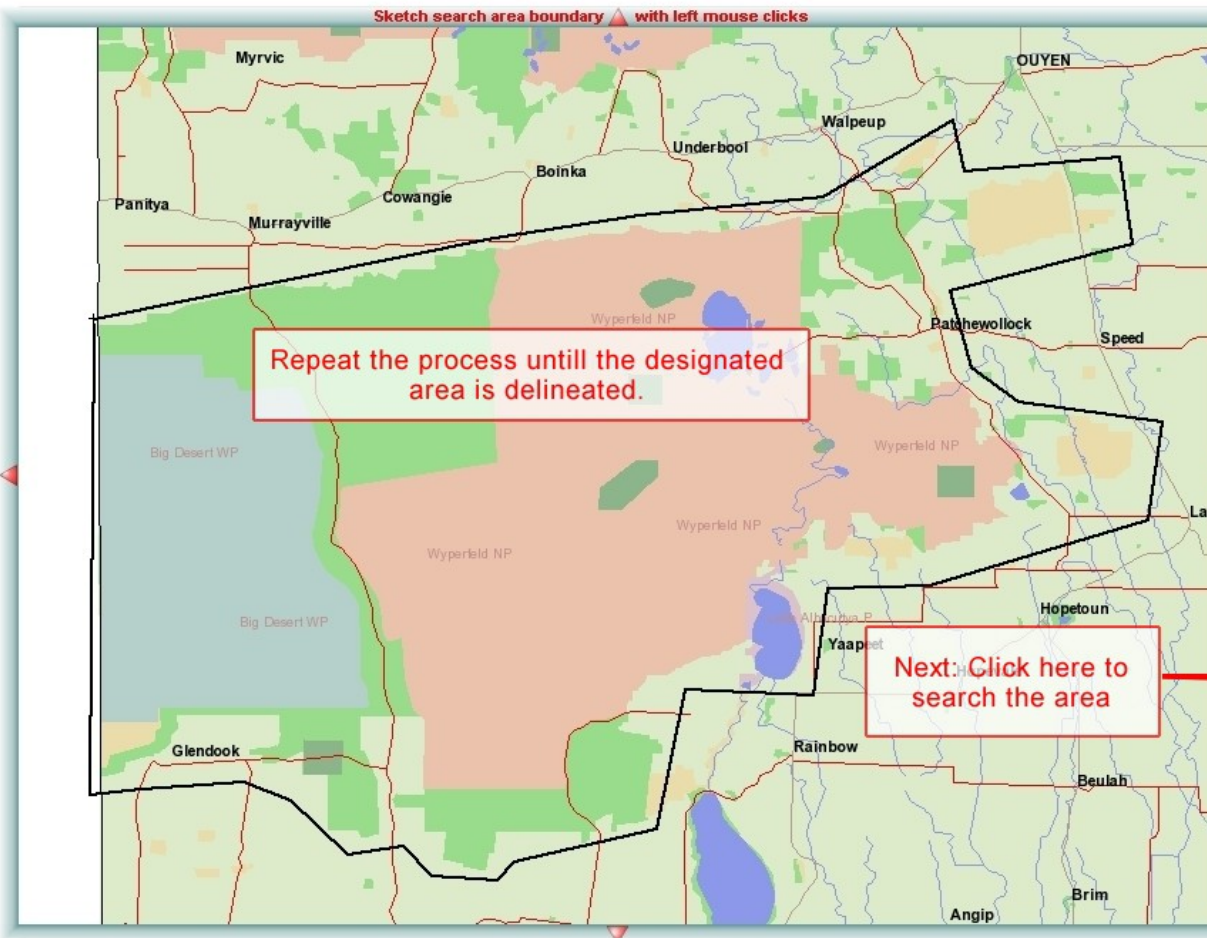 Sketch search area boundary with left mouse clicks
Myrvic
OUYEN
Walpeup
Underbool
Boinka
Cowangie
Panitya
Murrayville
Wyperfeld NP
Patchewollock
Speed
Repeat the process untill the designated
area is delineated.
Big Desert WP
Wyperfeld NP
Wyperfeld NP
Wyperfeld NP
La
Big Desert WP
Hopetoun
Albacutya P
Yaapeet
Next: Click here to
search the area
Glendook
Rainbow
Beulah
Brim
Angip